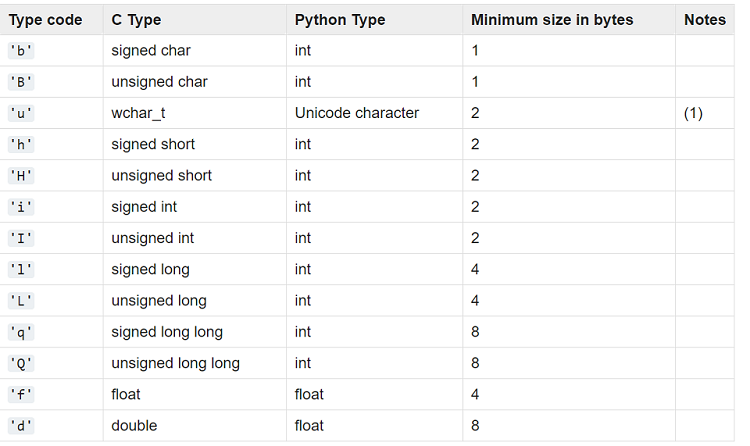 Type code C Type Python Type Minimum size in bytes Notes
'b' signed char int 1
'B' unsigned char int 1
'u' wchar_t Unicode character 2 (1)
'h' signed short int 2
'H' unsigned short int 2
'i' signed int int 2
'I' unsigned int int 2
'l' signed long int 4
'L' unsigned long int 4
'q' signed long long int 8
'Q' unsigned long long int 8
'f' float float 4
'd' double float 8